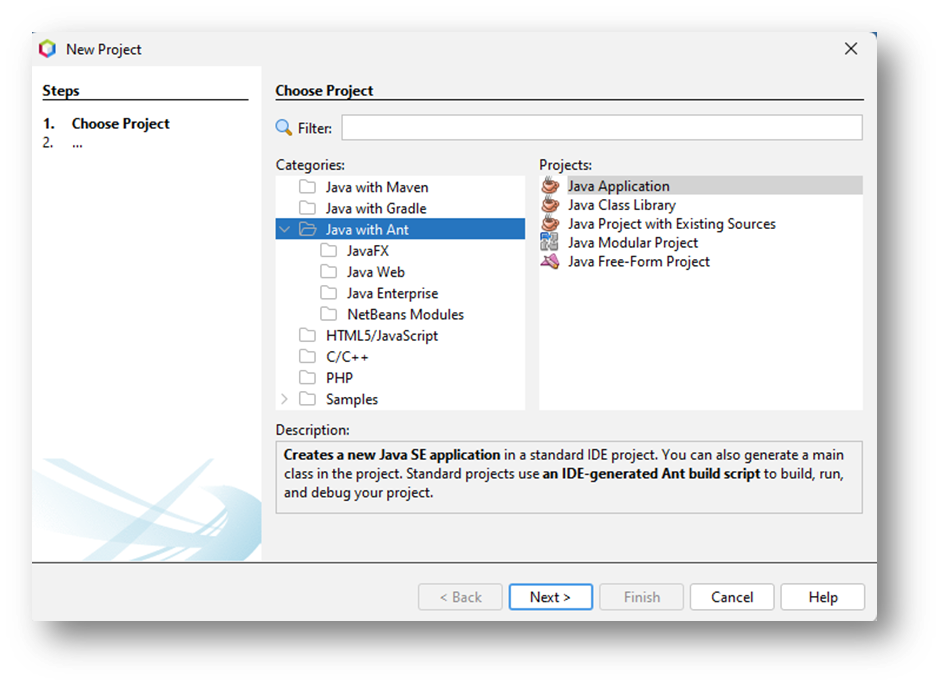 New Project
Steps
1. Choose Project
2. ...
Choose Project
Filter:
Categories:
Java with Maven
Java with Gradle
Java with Ant
JavaFX
Java Web
Java Enterprise
NetBeans Modules
HTML5/JavaScript
C/C++
PHP
Samples
Projects:
Java Application
Java Class Library
Java Project with Existing Sources
Java Modular Project
Java Free-Form Project
Description:
Creates a new Java SE application in a standard IDE project. You can also generate a main
class in the project. Standard projects use an IDE-generated Ant build script to build, run,
and debug your project.
< Back
Next >
Finish
Cancel
Help